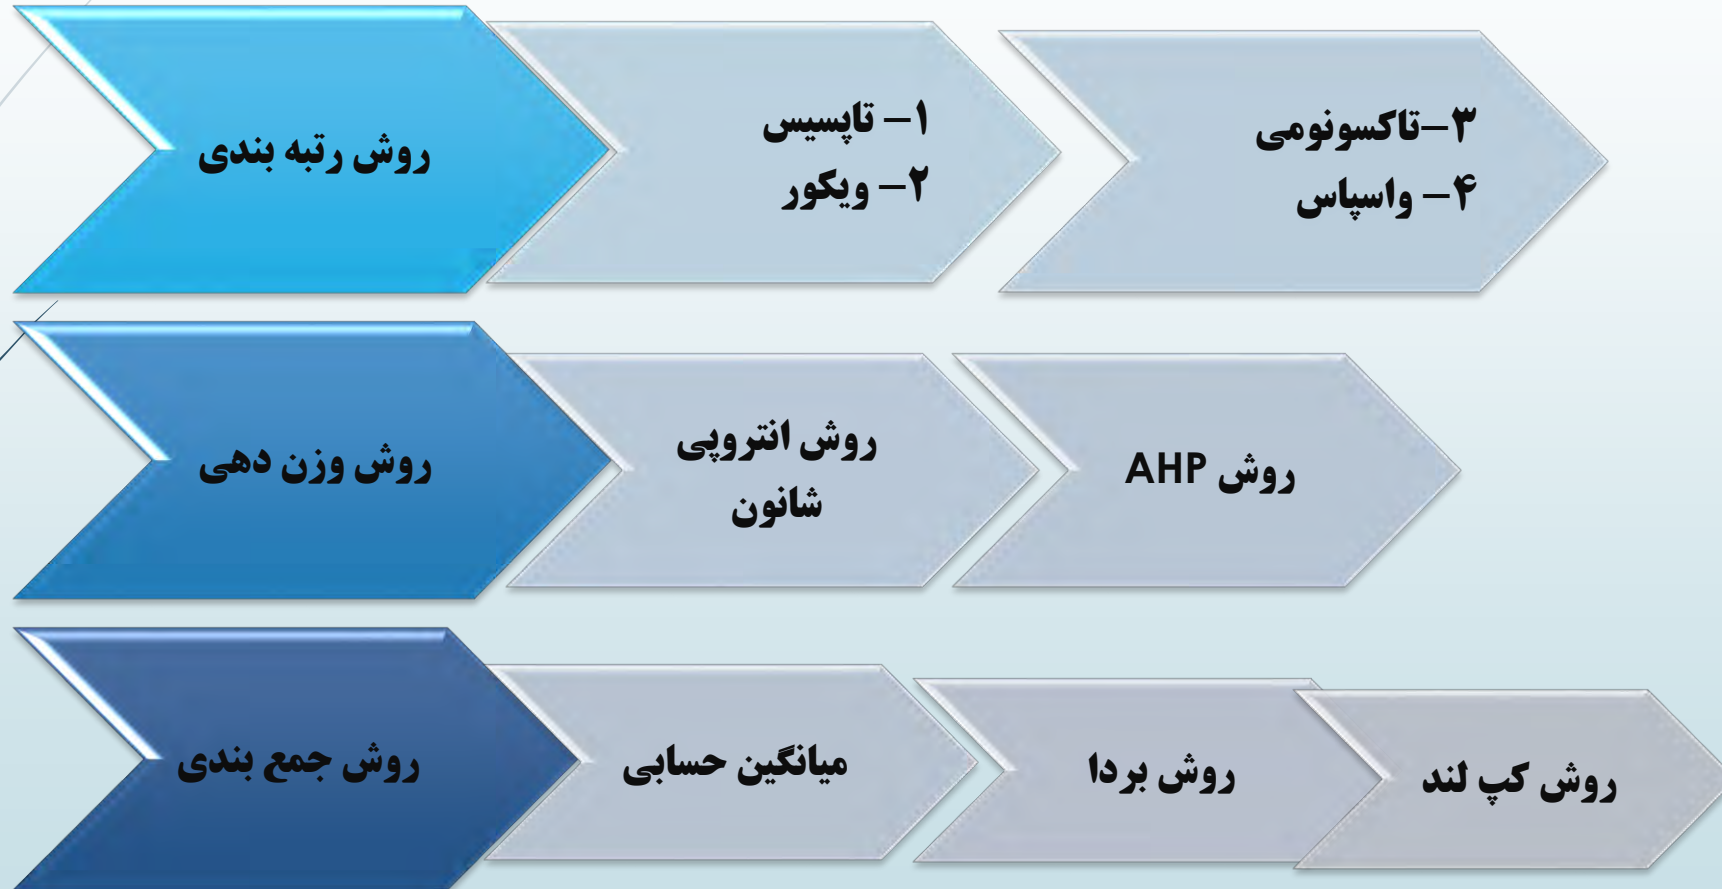 روش رتبه بندی
۱- تاپسیس
۲- ویکور
۳-تاکسونومی
۴- واسپاس
روش وزن دهی
روش انتروپی
شانون
روش AHP
روش جمع بندی
میانگین حسابی
روش بردا
روش کپ لند